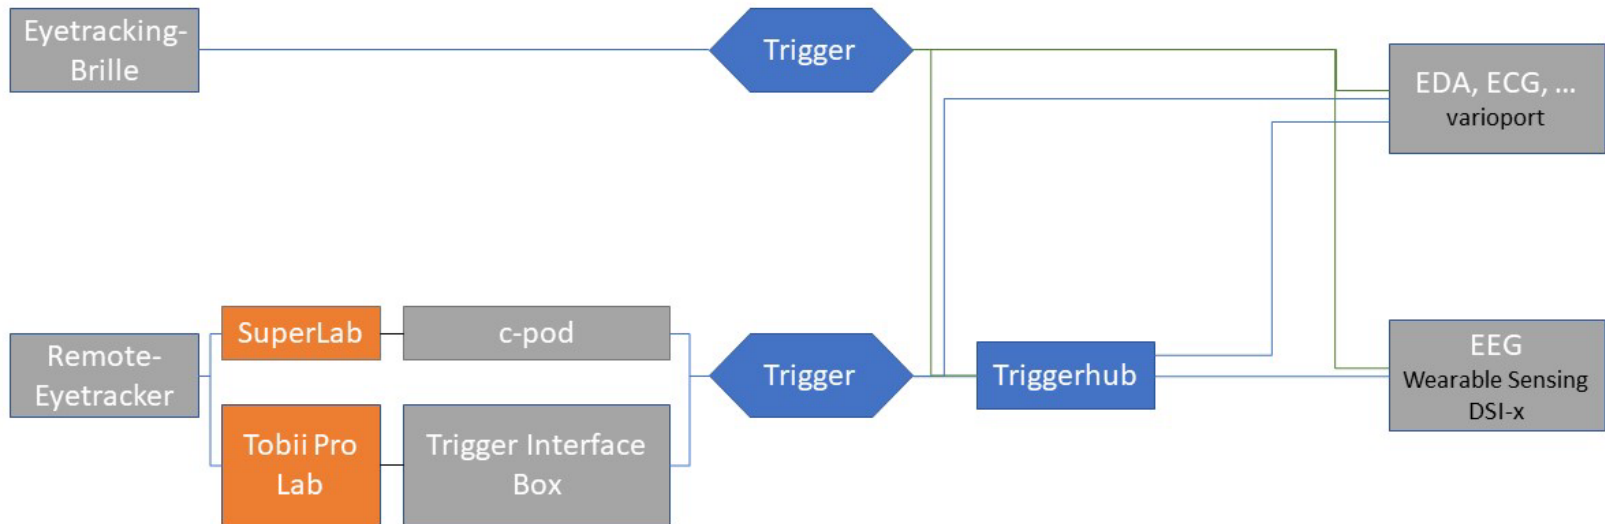 Eyetracking-
Brille
Trigger
EDA, ECG, ...
varioport
SuperLab
c-pod
Remote-
Eyetracker
Trigger
Triggerhub
EEG
Wearable Sensing
DSI-x
Tobii Pro
Lab
Trigger Interface
Box